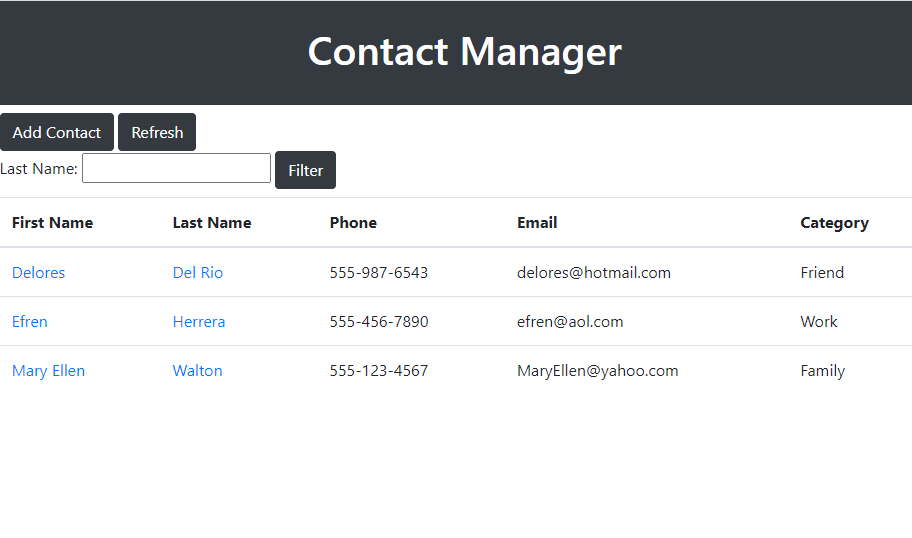 Contact Manager
Add Contact Refresh
Last Name: Filter
First Name Last Name Phone Email Category
Delores Del Rio 555-987-6543 delores@hotmail.com Friend
Efren Herrera 555-456-7890 efren@aol.com Work
Mary Ellen Walton 555-123-4567 MaryEllen@yahoo.com Family